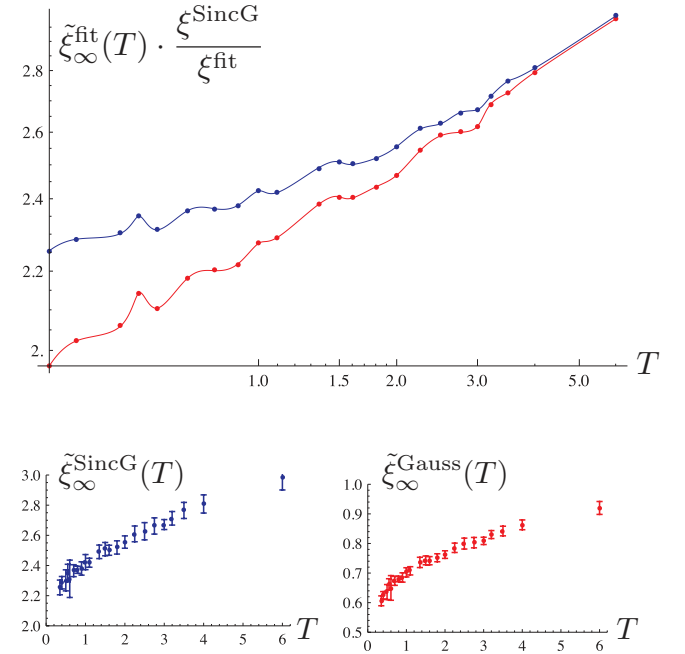 ξ̃∞^fit(T) · ξ^SincG / ξ^fit
2.8
2.6
2.4
2.2
2.
1.0 1.5 2.0 3.0 5.0 T
ξ̃∞^SincG(T)
3.0
2.8
2.6
2.4
2.2
2.0
0 1 2 3 4 5 6 T
ξ̃∞^Gauss(T)
1.0
0.9
0.8
0.7
0.6
0.5
0 1 2 3 4 5 6 T